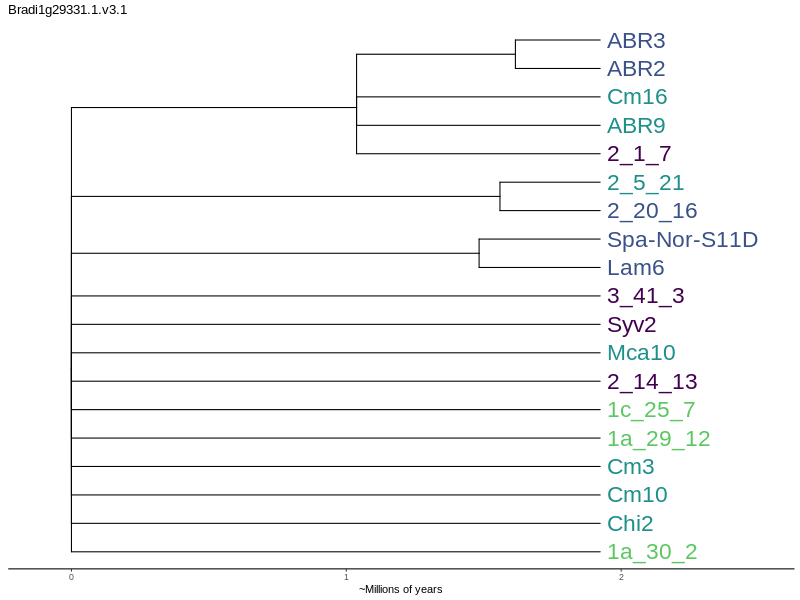 Bradi1g29331.1.v3.1
ABR3
ABR2
Cm16
ABR9
2_1_7
2_5_21
2_20_16
Spa-Nor-S11D
Lam6
3_41_3
Syv2
Mca10
2_14_13
1c_25_7
1a_29_12
Cm3
Cm10
Chi2
1a_30_2
0 1 2
~Millions of years